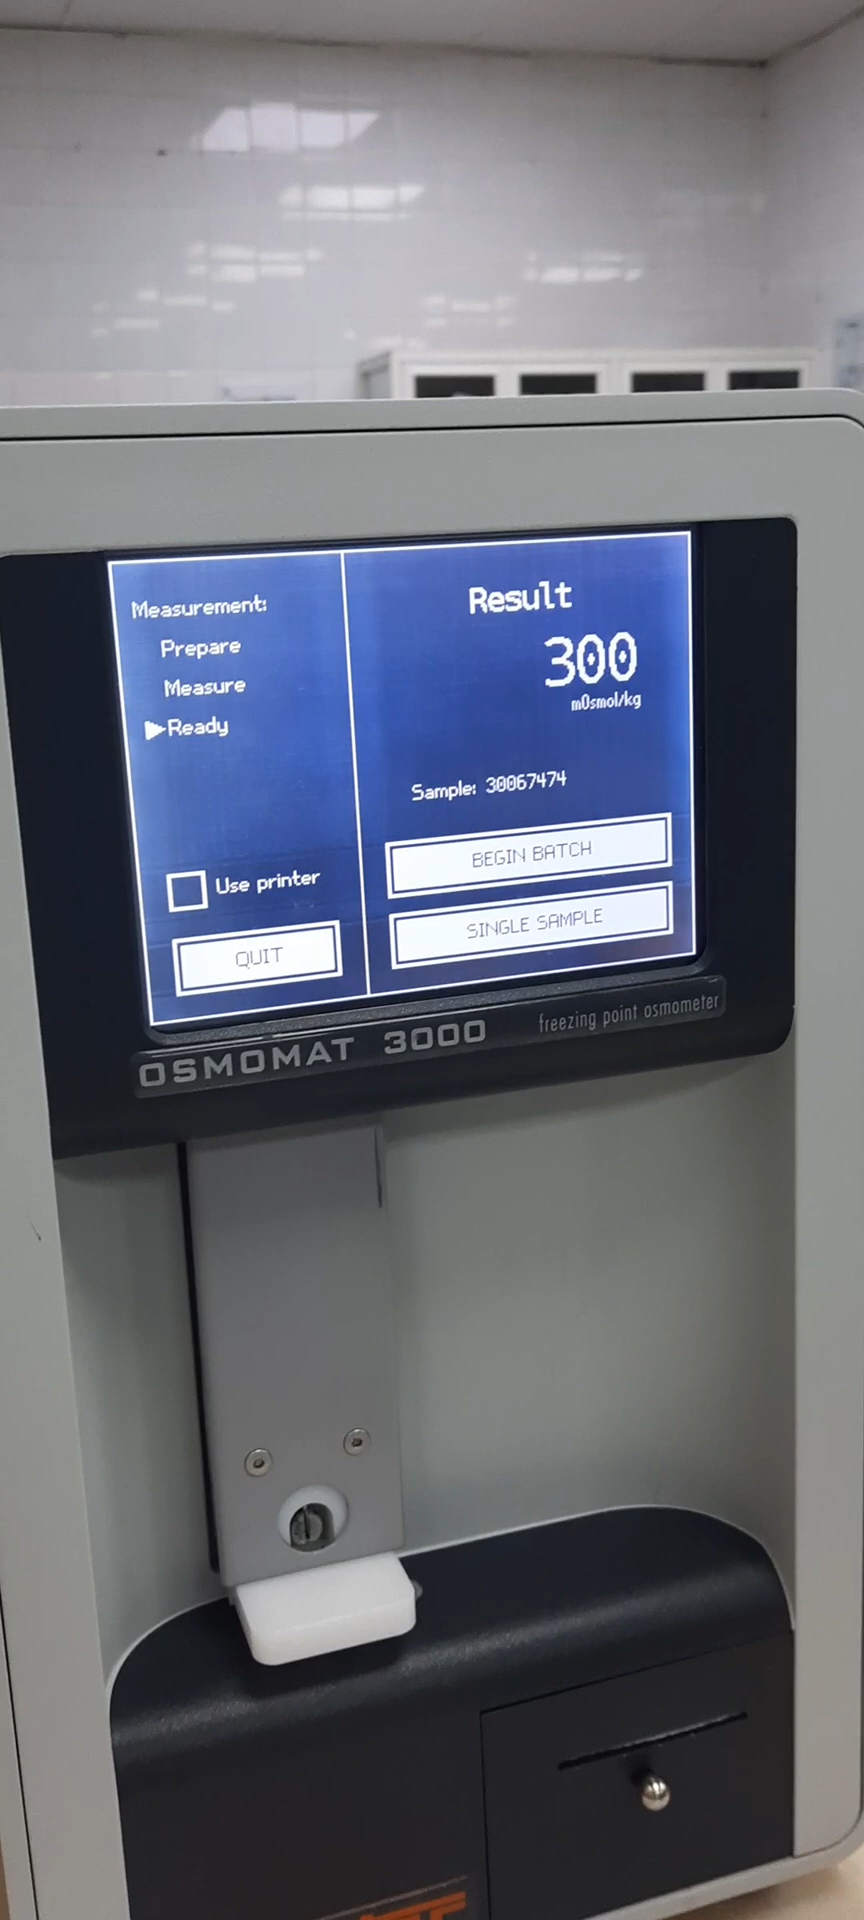 Measurement:
Prepare
Measure
Ready
Use printer
QUIT
Result
300
mOsmol/kg
Sample: 30067474
BEGIN BATCH
SINGLE SAMPLE
OSMOMAT 3000
freezing point osmometer